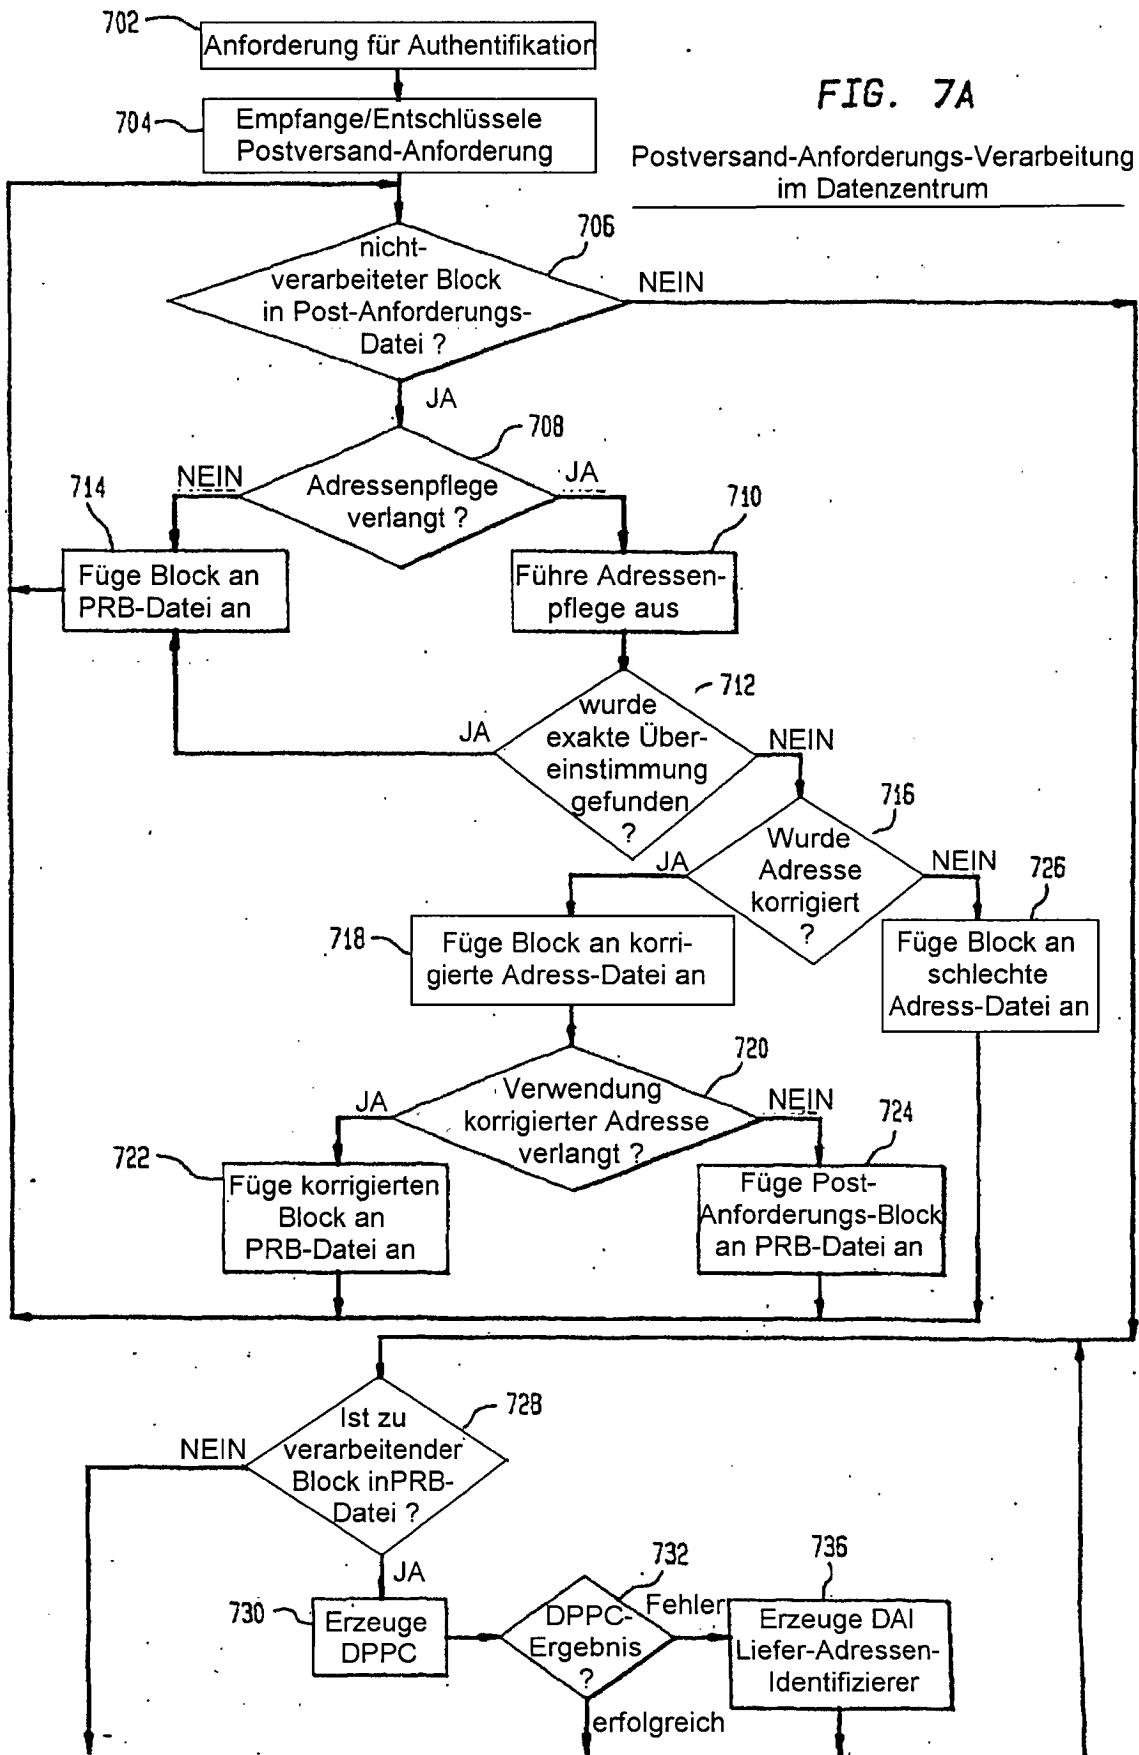 702
Anforderung für Authentifikation
FIG. 7A
704
Empfange/Entschlüssele
Postversand-Anforderung
Postversand-Anforderungs-Verarbeitung
im Datenzentrum
706
nicht-
verarbeiteter Block
in Post-Anforderungs-
Datei ?
NEIN
JA
708
Adressenpflege
verlangt ?
NEIN
JA
714
710
Füge Block an
PRB-Datei an
Führe Adressen-
pflege aus
712
wurde
exakte Über-
einstimmung
gefunden
?
JA
NEIN
716
Wurde
Adresse
korrigiert
?
JA
NEIN
726
718
Füge Block an korri-
gierte Adress-Datei an
Füge Block an
schlechte
Adress-Datei an
720
Verwendung
korrigierter Adresse
verlangt ?
JA
NEIN
724
722
Füge korrigierten
Block an
PRB-Datei an
Füge Post-
Anforderungs-Block
an PRB-Datei an
728
Ist zu
verarbeitender
Block inPRB-
Datei ?
NEIN
JA
732
736
730
Erzeuge
DPPC
DPPC-
Ergebnis
?
Fehler
Erzeuge DAI
Liefer-Adressen-
Identifizierer
erfolgreich